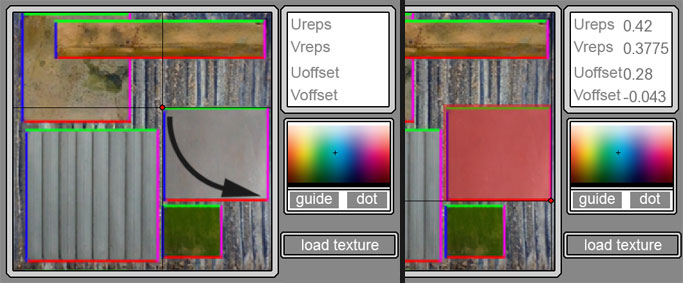 Ureps
Vreps
Uoffset
Voffset
guide dot
load texture
Ureps 0.42
Vreps 0.3775
Uoffset 0.28
Voffset -0.043
guide dot
load texture